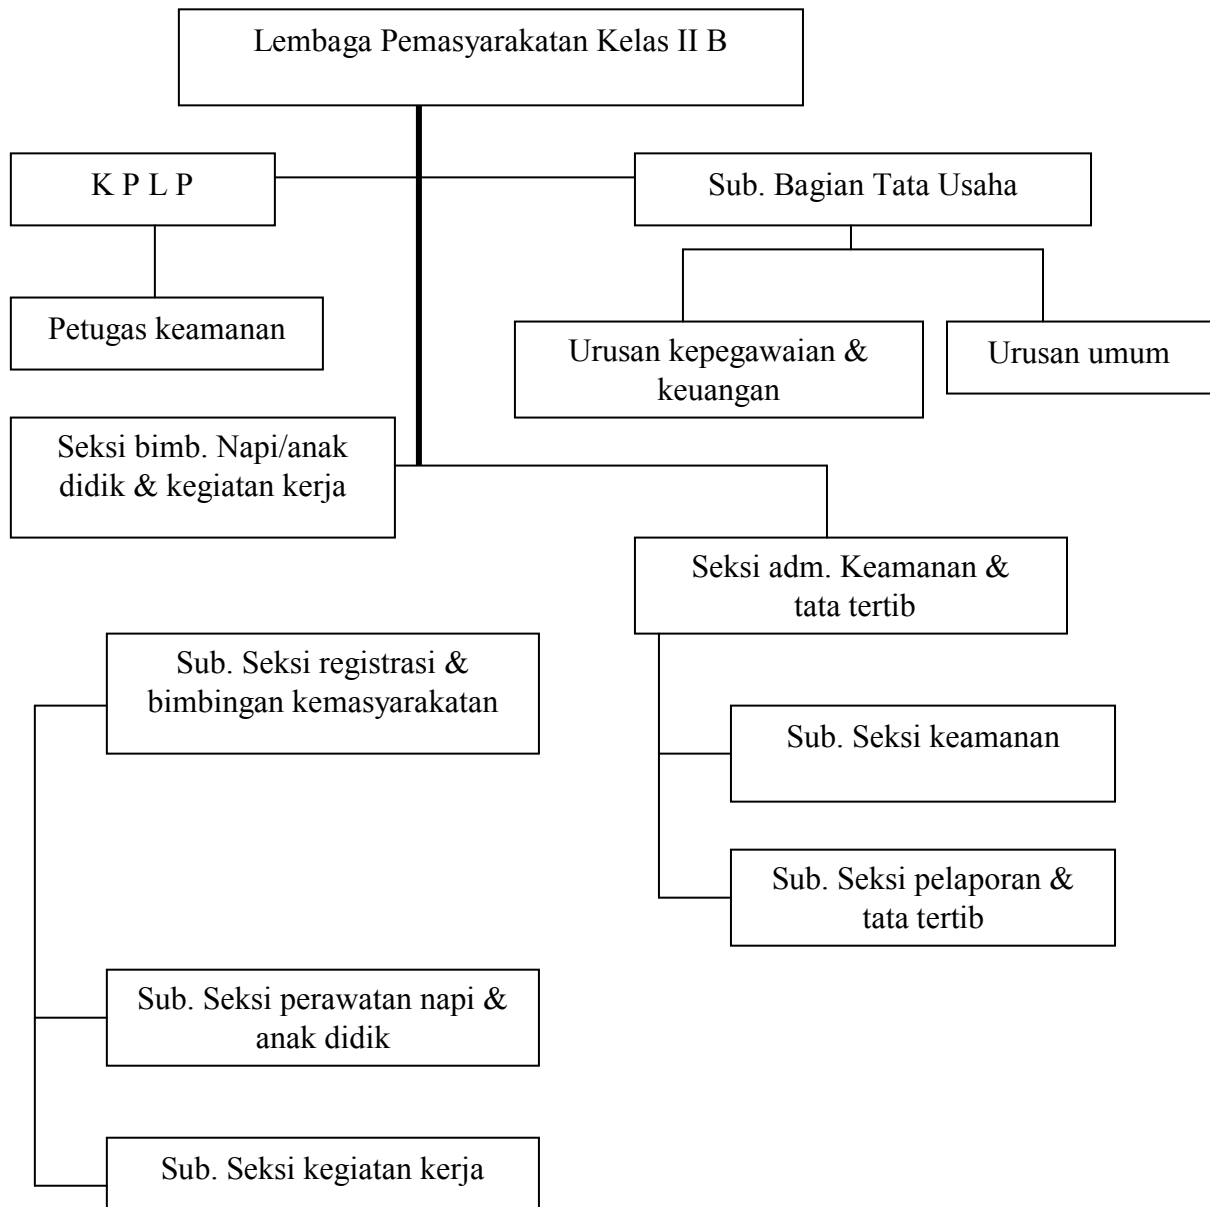 Lembaga Pemasyarakatan Kelas II B
K P L P
Sub. Bagian Tata Usaha
Petugas keamanan
Urusan kepegawaian &
keuangan
Urusan umum
Seksi bimb. Napi/anak
didik & kegiatan kerja
Seksi adm. Keamanan &
tata tertib
Sub. Seksi registrasi &
bimbingan kemasyarakatan
Sub. Seksi keamanan
Sub. Seksi pelaporan &
tata tertib
Sub. Seksi perawatan napi &
anak didik
Sub. Seksi kegiatan kerja